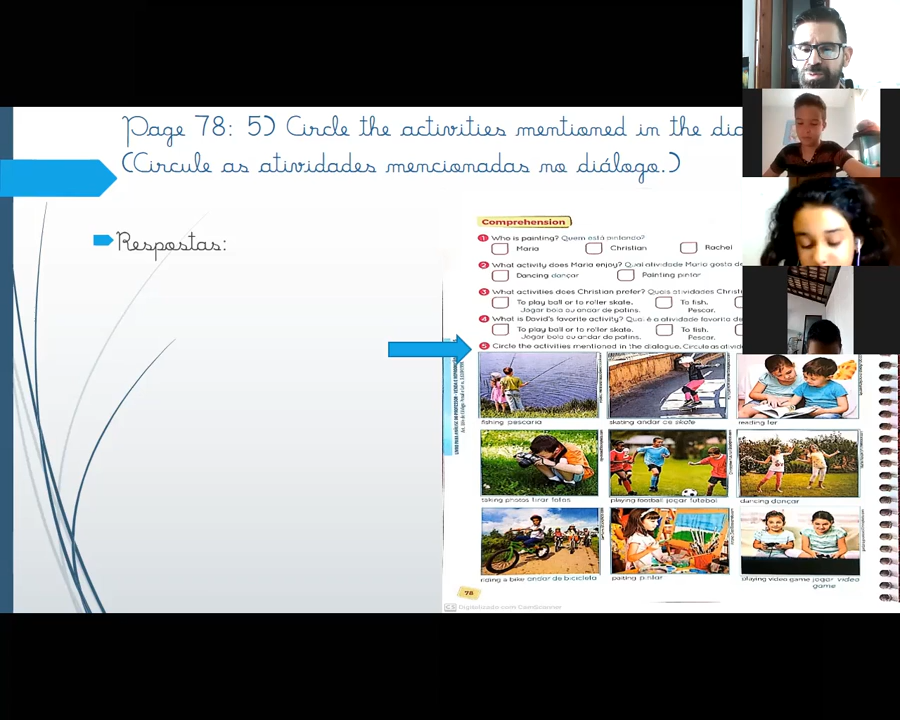 Page 78: 5) Circle the activities mentioned in the dia
(Circule as atividades mencionadas no diálogo.)
Respostas:
Comprehension
1 Who is painting? Quem está pintando?
Maria Christian Rachel
2 What activity does Maria enjoy? Qual atividade Maria gosta de
Dancing dançar Painting pintar
3 What activities does Christian prefer? Quais atividades Christi
To play ball or to roller skate. To fish.
Jogar bola ou andar de patins. Pescar.
4 What is David's favorite activity? Qual é a atividade favorita de
To play ball or to roller skate. To fish.
Jogar bola ou andar de patins. Pescar.
5 Circle the activities mentioned in the dialogue. Circule as ativida
fishing pescaria
skating andar de skate
reading ler
taking photos tirar fotos
playing football jogar futebol
dancing dançar
riding a bike andar de bicicleta
paiting pintar
playing video game jogar video
game
78
CS Digitalizado com CamScanner